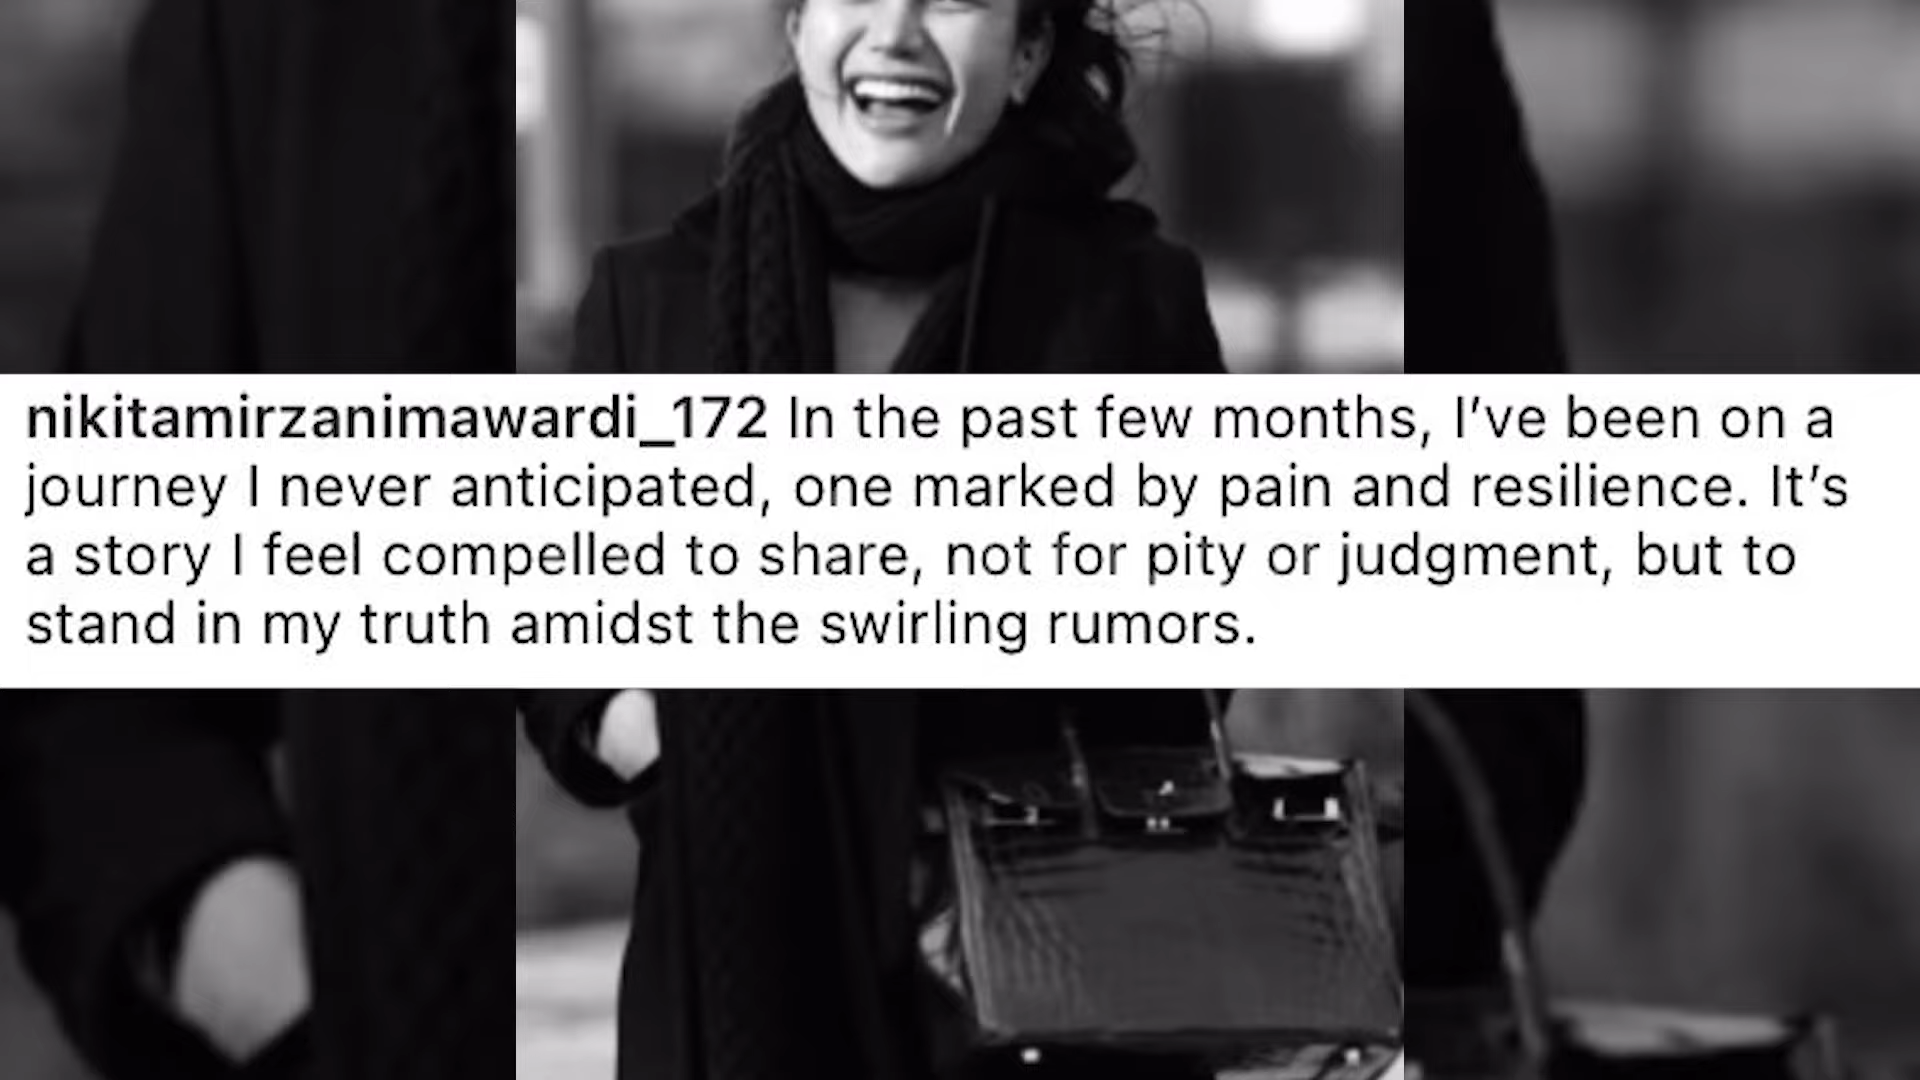 nikitamirzanimawardi_172 In the past few months, I’ve been on a
journey I never anticipated, one marked by pain and resilience. It’s
a story I feel compelled to share, not for pity or judgment, but to
stand in my truth amidst the swirling rumors.